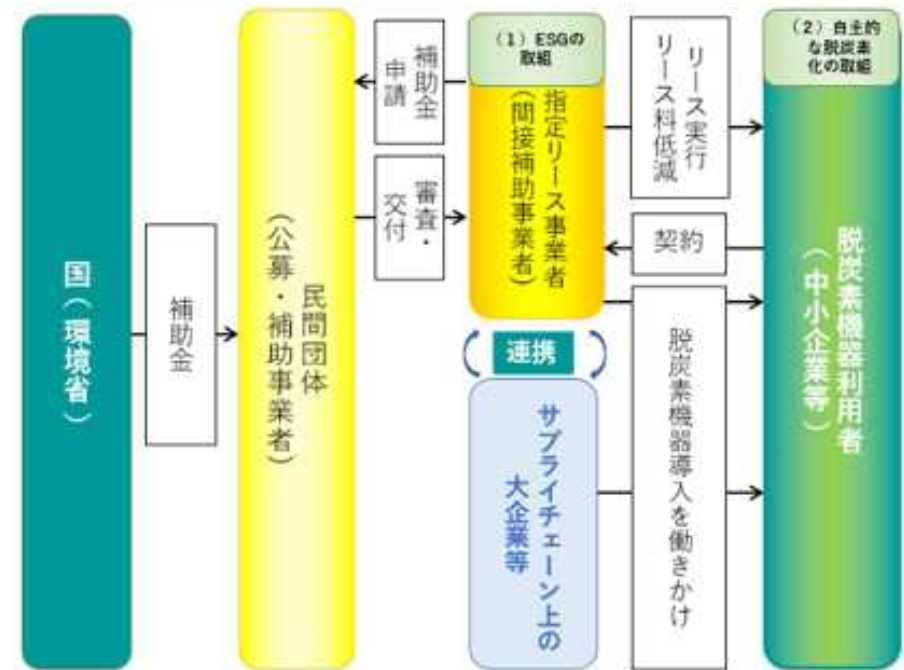 国（環境省）
補助金
民間団体
（公募・補助事業者）
補助金
申請
審査・
交付
（1）ESGの
取組
指定リース事業者
（間接補助事業者）
連携
サプライチェーン上の
大企業等
リース実行
リース料低減
契約
脱炭素機器導入を働きかけ
（2）自主的
な脱炭素
化の取組
脱炭素機器利用者
（中小企業等）